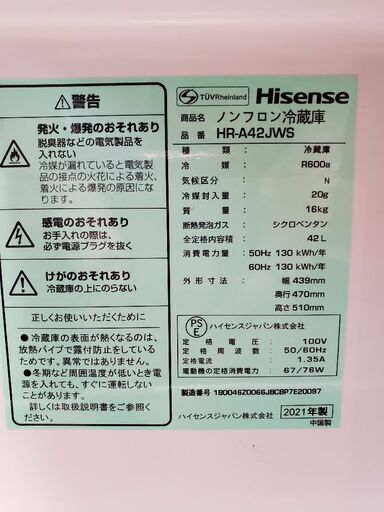 警告
発火・爆発のおそれあり
脱臭器などの電気製品を
入れない
冷媒が漏れていると電気製
品の接点の火花による着
火・爆発の原因になり
ます。
感電のおそれあり
お手入れの際は、
必ず電源プラグを抜く
けがのおそれあり
冷蔵庫の上にのらない
正しくお使いいただくために
●冷蔵庫の表面が熱くなるのは、
放熱パイプで露付防止をしている
ためです。異常ではありません。
●冬期など周囲温度が低いときド
アを開いても、すぐに運転しない
ことがあります。
詳細は、取扱説明書をご参照くだ
さい。
TÜVRheinland
Hisense
商品名 ノンフロン冷蔵庫
品番 HR-A42JWS
種類 : 冷蔵庫
冷媒 : R600a
気候区分 : N
冷媒封入量 : 20g
質量 : 16kg
断熱発泡ガス : シクロペンタン
全定格内容積 : 42L
消費電力量 : 50Hz 130 kWh/年
60Hz 130 kWh/年
外形寸法 : 幅 439mm
奥行 470mm
高さ 510mm
PSE ハイセンスジャパン株式会社
定格電圧 : 100V
定格周波数 : 50/60Hz
定格電流 : 1.35A
電動機の定格消費電力 : 67/76W
製造番号
ハイセンスジャパン株式会社
2021年製
中国製